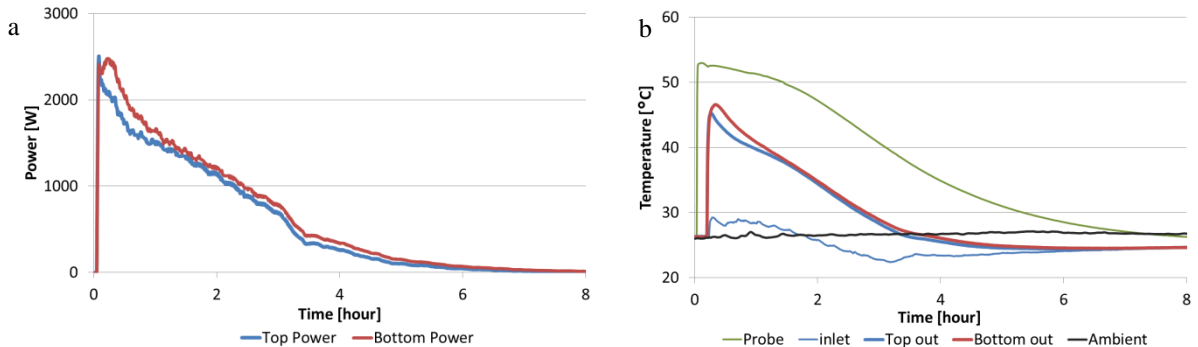 a
3000
2000
1000
0
Power [W]
0 2 4 6 8
Time [hour]
Top Power Bottom Power
b
60
50
40
30
20
Temperature [°C]
0 2 4 6 8
Time [hour]
Probe inlet Top out Bottom out Ambient